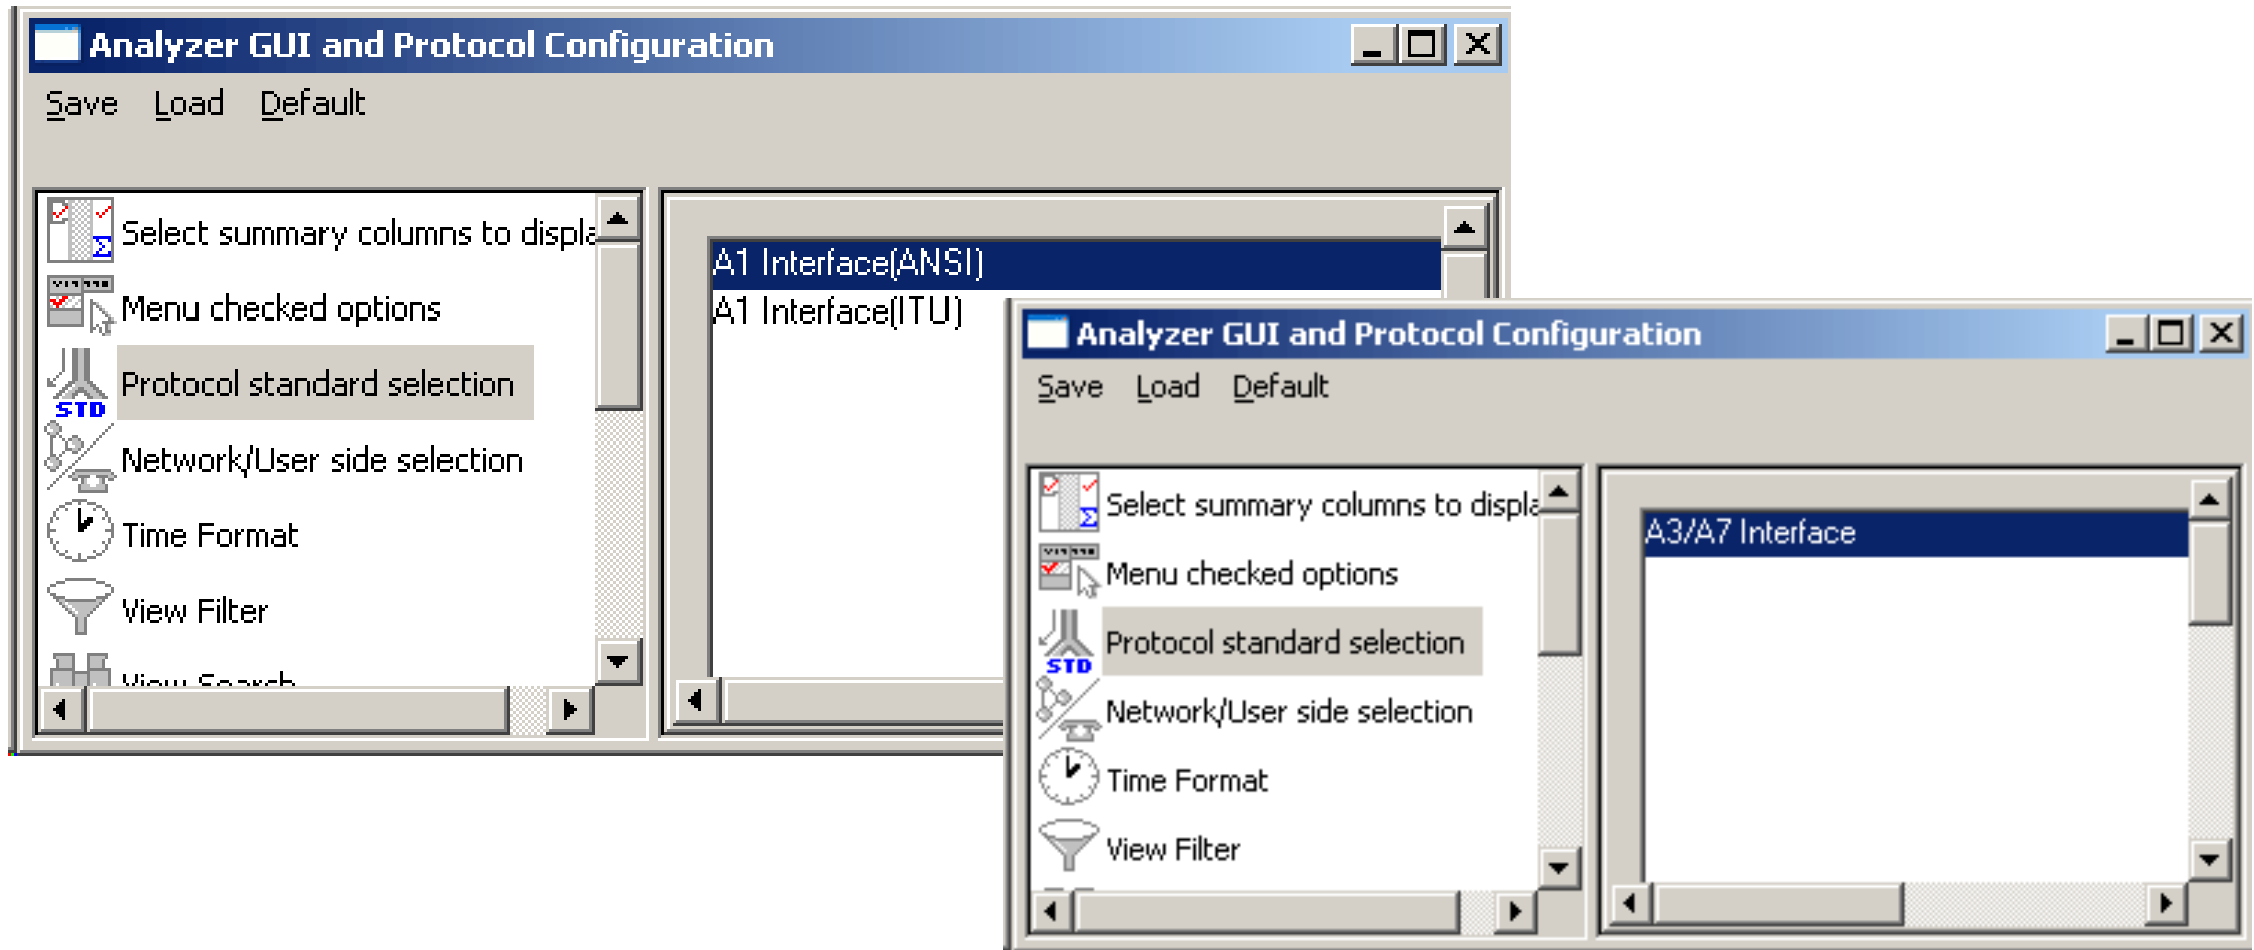 Analyzer GUI and Protocol Configuration
Save Load Default
Select summary columns to displa
Menu checked options
STD
Protocol standard selection
Network/User side selection
Time Format
View Filter
View Search
A1 Interface(ANSI)
A1 Interface(ITU)
Analyzer GUI and Protocol Configuration
Save Load Default
Select summary columns to displa
Menu checked options
STD
Protocol standard selection
Network/User side selection
Time Format
View Filter
A3/A7 Interface